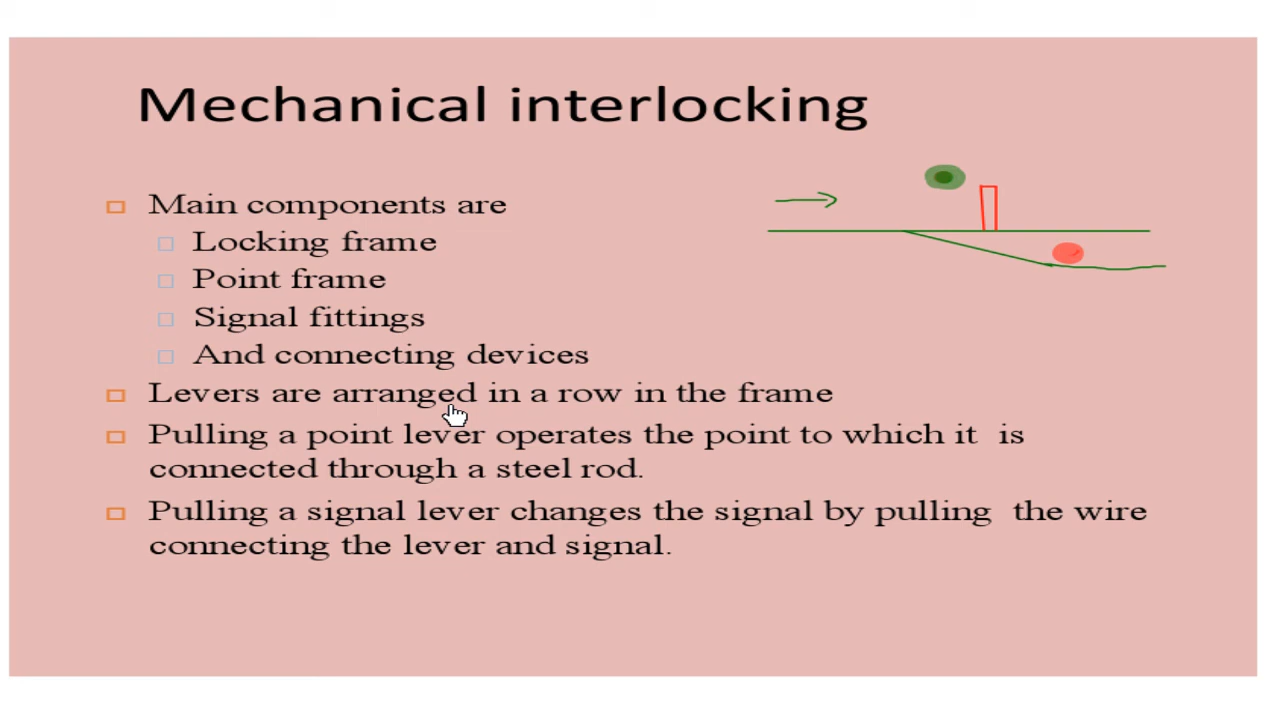 Mechanical interlocking
Main components are
Locking frame
Point frame
Signal fittings
And connecting devices
Levers are arranged in a row in the frame
Pulling a point lever operates the point to which it is
connected through a steel rod.
Pulling a signal lever changes the signal by pulling the wire
connecting the lever and signal.